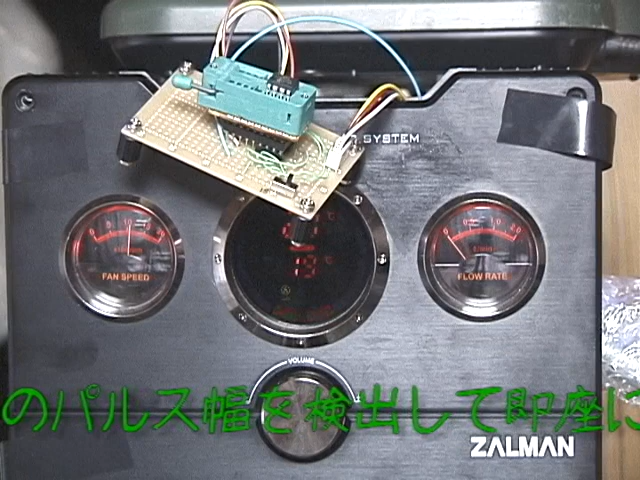 SYSTEM
FAN SPEED
19 ℃
FLOW RATE
VOLUME
のパルス幅を検出して即座に
ZALMAN